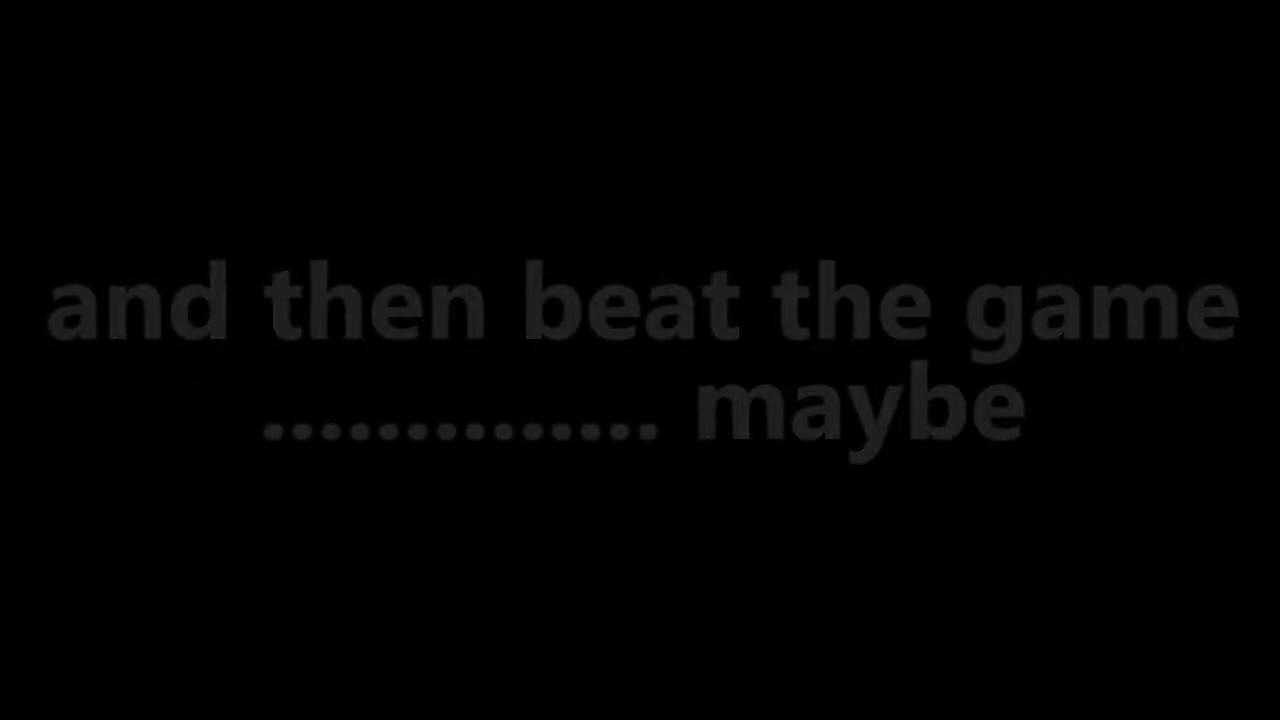 and then beat the game
.............. maybe